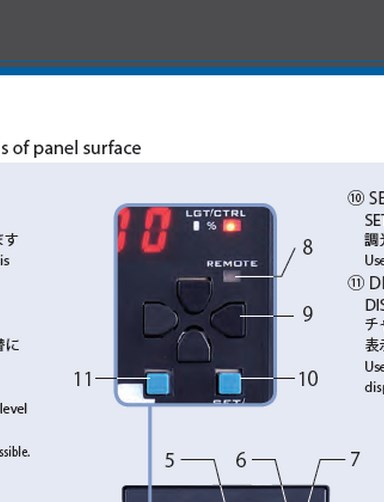 s of panel surface
ます
is
替に
level
ssible.
10
LGT/CTRL
%
REMOTE
8
9
11
10
SET/
5
6
7
⑩ SE
SET
調光
Use
⑪ DI
DIS
チャ
表示
Use
disp